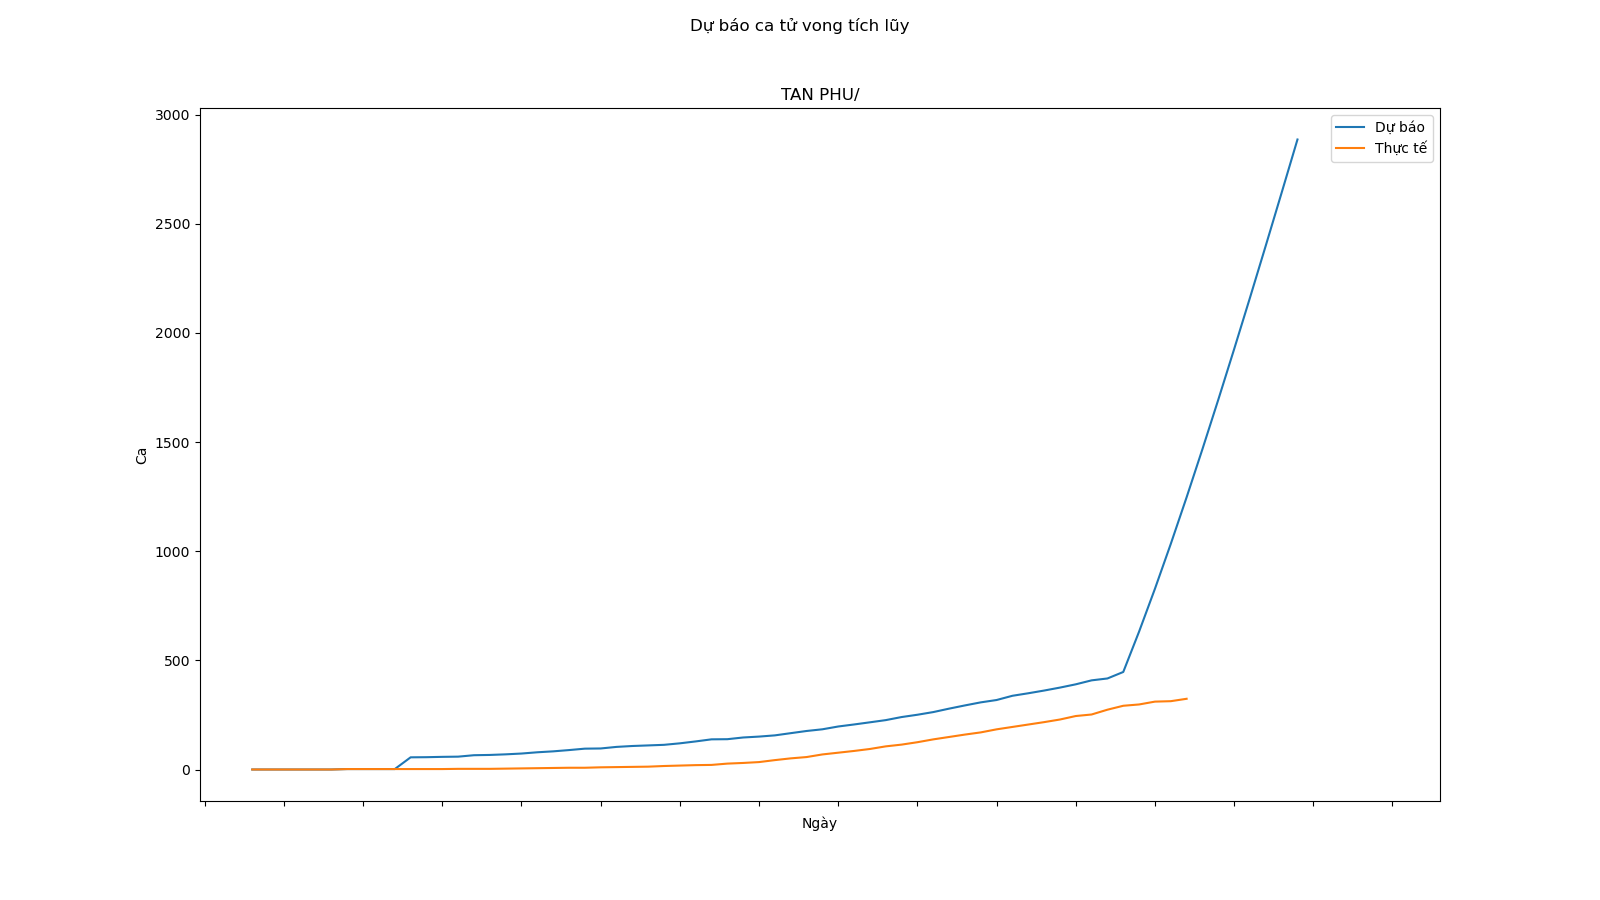 Dự báo ca tử vong tích lũy
TAN PHU/
3000
2500
2000
1500
1000
500
0
Ca
Ngày
Dự báo
Thực tế